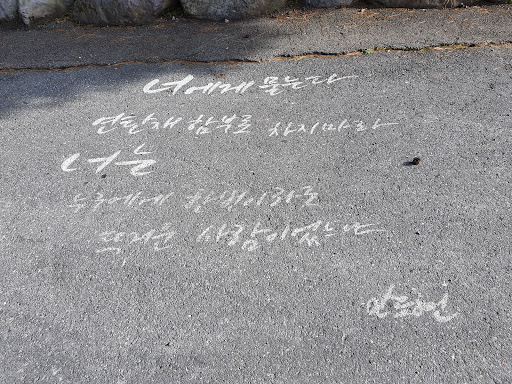 너에게 묻는다
연탄재 함부로 차지마라
너는
누구에게 한번이라도
뜨거운 사람이었느냐
안도현